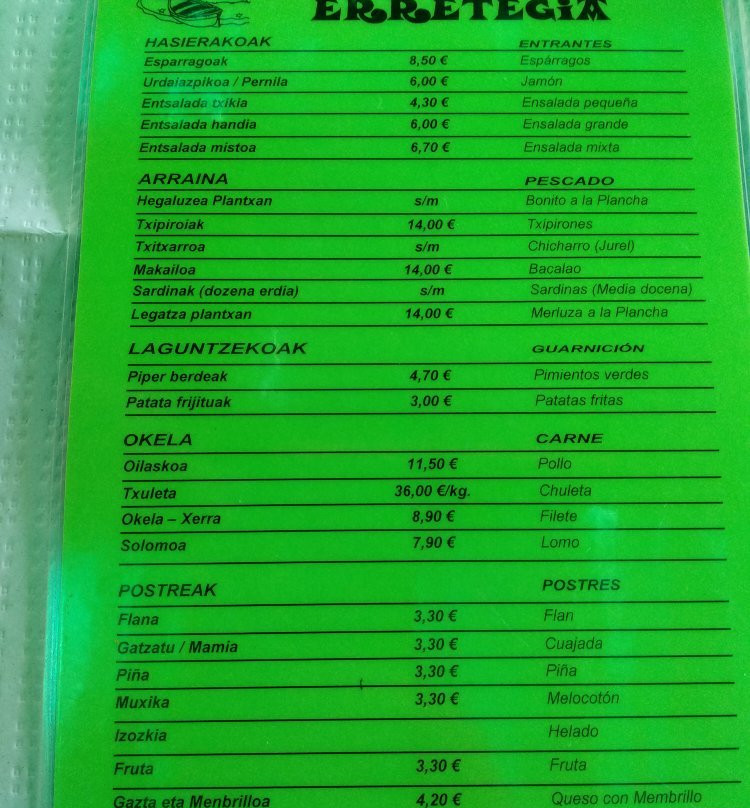 ERRETEGIA
HASIERAKOAK ENTRANTES
Esparragoak 8,50 € Espárragos
Urdaiazpikoa / Pernila 6,00 € Jamón
Entsalada txikia 4,30 € Ensalada pequeña
Entsalada handia 6,00 € Ensalada grande
Entsalada mistoa 6,70 € Ensalada mixta
ARRAINA PESCADO
Hegaluzea Plantxan s/m Bonito a la Plancha
Txipiroiak 14,00 € Txipirones
Txitxarroa s/m Chicharro (Jurel)
Makailoa 14,00 € Bacalao
Sardinak (dozena erdia) s/m Sardinas (Media docena)
Legatza plantxan 14,00 € Merluza a la Plancha
LAGUNTZEKOAK GUARNICIÓN
Piper berdeak 4,70 € Pimientos verdes
Patata frijituak 3,00 € Patatas fritas
OKELA CARNE
Oilaskoa 11,50 € Pollo
Txuleta 36,00 €/kg. Chuleta
Okela – Xerra 8,90 € Filete
Solomoa 7,90 € Lomo
POSTREAK POSTRES
Flana 3,30 € Flan
Gatzatu / Mamia 3,30 € Cuajada
Piña 3,30 € Piña
Muxika 3,30 € Melocotón
Izozkia Helado
Fruta 3,30 € Fruta
Gazta eta Menbrilloa 4,20 € Queso con Membrillo